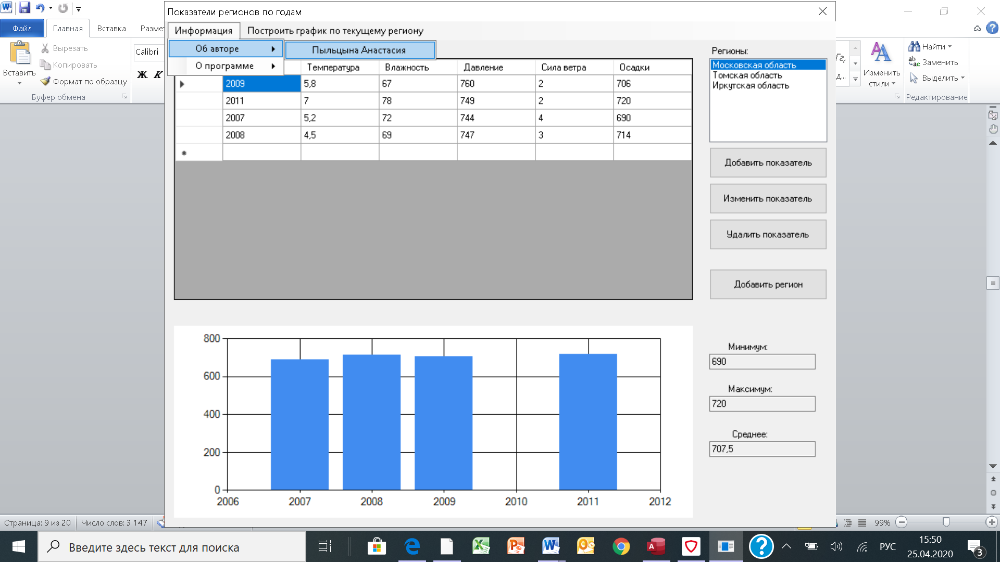 Показатели регионов по годам
Файл
Главная
Вставка
Размет
Информация
Построить график по текущему региону
Об авторе
Пыльцына Анастасия
О программе
Вставить
Вырезать
Копировать
Формат по образцу
Буфер обмена
Calibri
Ж К
Температура Влажность Давление Сила ветра Осадки
2009 5,8 67 760 2 706
2011 7 78 749 2 720
2007 5,2 72 744 4 690
2008 4,5 69 747 3 714
Регионы:
Московская область
Томская область
Иркутская область
Добавить показатель
Изменить показатель
Удалить показатель
Добавить регион
Изменить
стили
Найти
Заменить
Выделить
Редактирование
800
600
400
200
0
2006 2007 2008 2009 2010 2011 2012
Минимум:
690
Максимум:
720
Среднее:
707,5
Страница: 9 из 20
Число слов: 3 147
99%
Введите здесь текст для поиска
РУС
15:50
25.04.2020
3